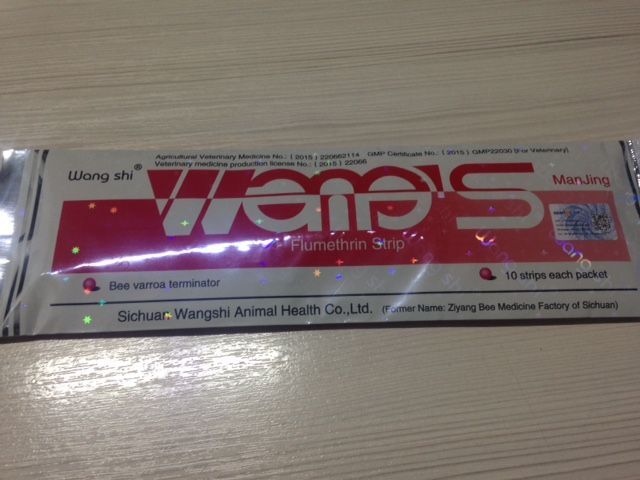 Agricultural Veterinary Medicine No.: ( 2015 ) 220662114 GMP Certificate No.: ( 2015 ) GMP22030 (For Veterinary)
Veterinary medicine production license No.: ( 2015 ) 22066
Wang shi®
Wang's
ManJing
Flumethrin Strip
Bee varroa terminator
10 strips each packet
Sichuan Wangshi Animal Health Co.,Ltd. (Former Name: Ziyang Bee Medicine Factory of Sichuan)